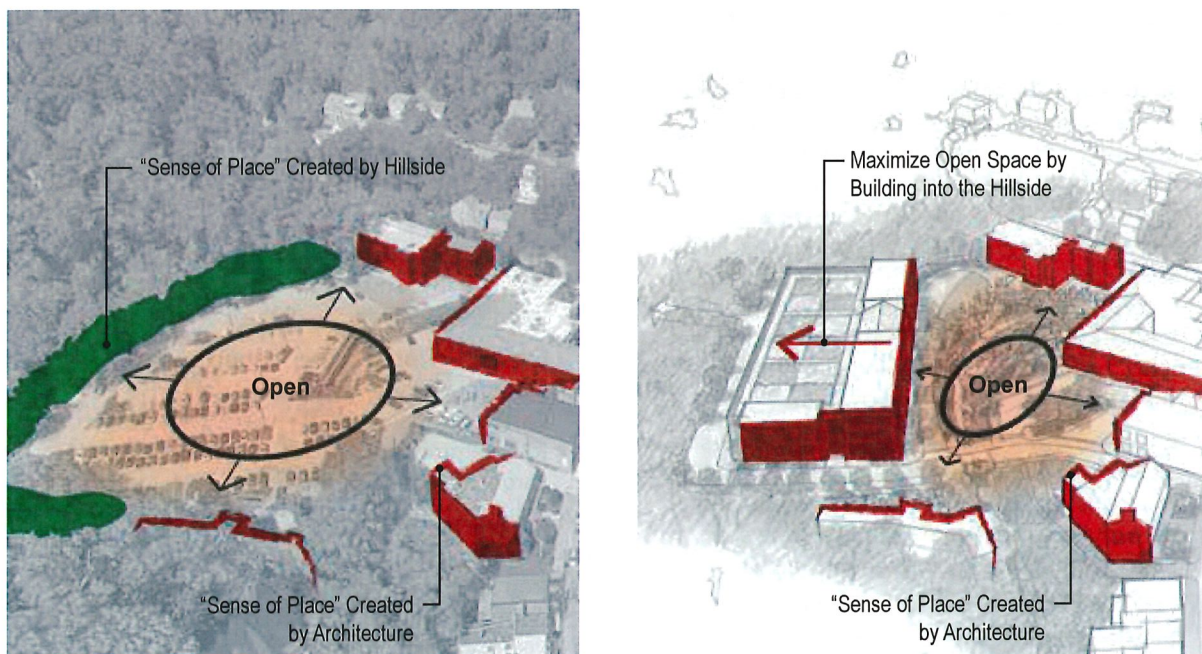 “Sense of Place” Created by Hillside
Open
“Sense of Place” Created
by Architecture
Maximize Open Space by
Building into the Hillside
Open
“Sense of Place” Created
by Architecture